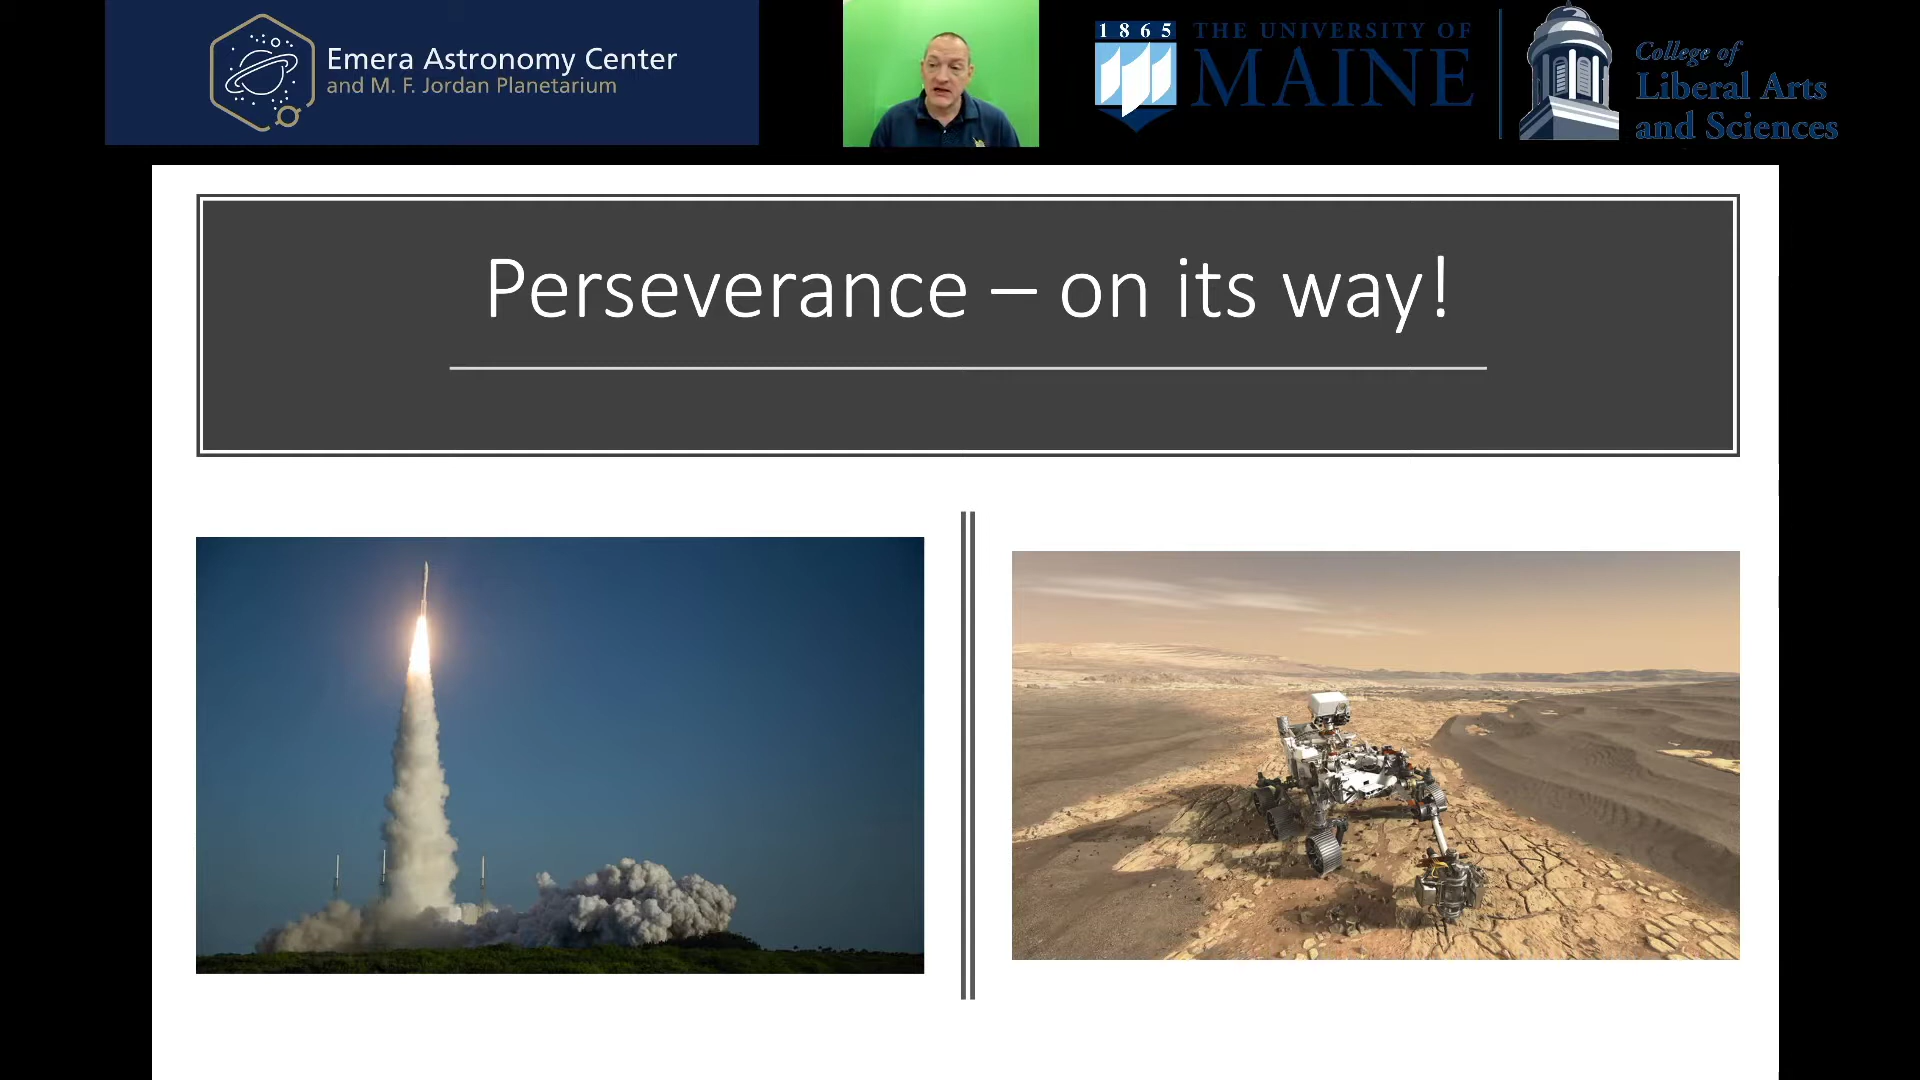 Emera Astronomy Center
and M. F. Jordan Planetarium
1865
THE UNIVERSITY OF
MAINE
College of
Liberal Arts
and Sciences
Perseverance – on its way!